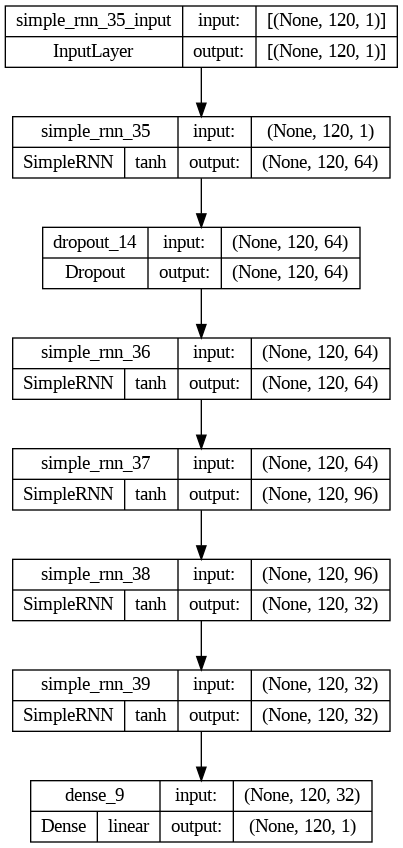 simple_rnn_35_input input: [(None, 120, 1)]
InputLayer output: [(None, 120, 1)]
simple_rnn_35 input: (None, 120, 1)
SimpleRNN tanh output: (None, 120, 64)
dropout_14 input: (None, 120, 64)
Dropout output: (None, 120, 64)
simple_rnn_36 input: (None, 120, 64)
SimpleRNN tanh output: (None, 120, 64)
simple_rnn_37 input: (None, 120, 64)
SimpleRNN tanh output: (None, 120, 96)
simple_rnn_38 input: (None, 120, 96)
SimpleRNN tanh output: (None, 120, 32)
simple_rnn_39 input: (None, 120, 32)
SimpleRNN tanh output: (None, 120, 32)
dense_9 input: (None, 120, 32)
Dense linear output: (None, 120, 1)